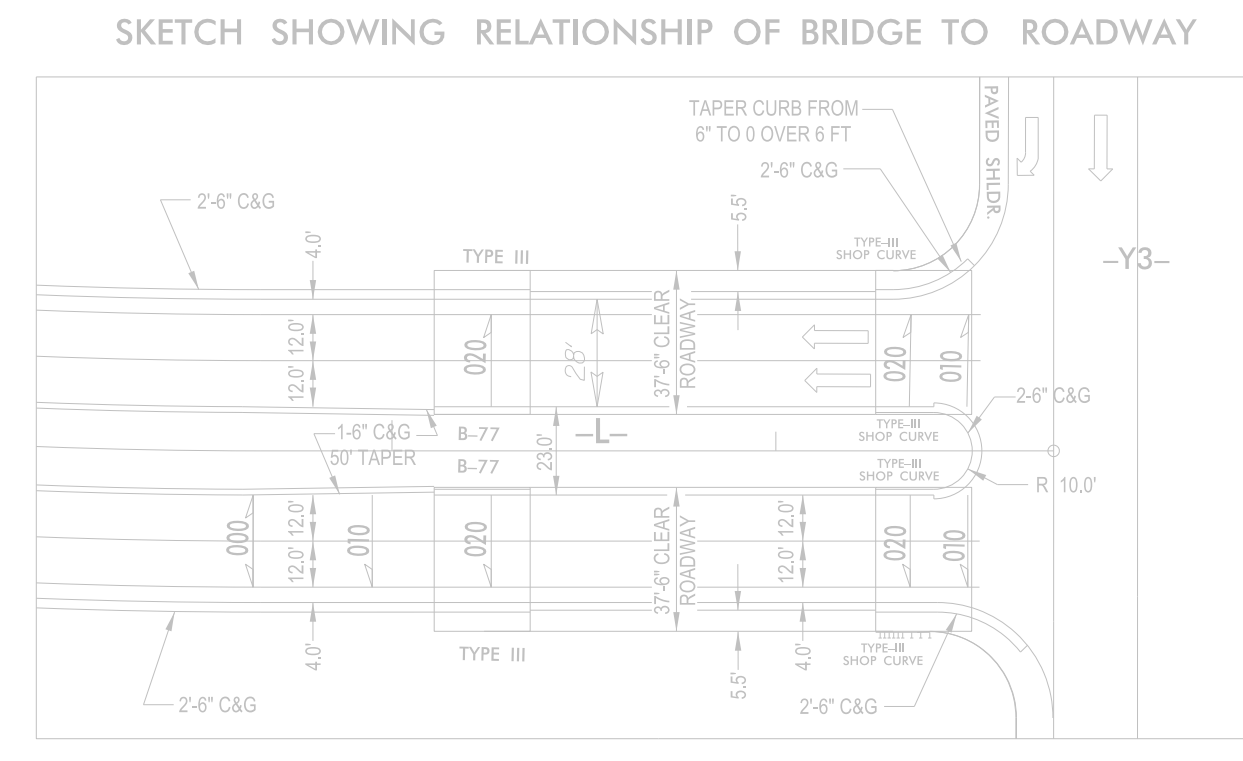 SKETCH SHOWING RELATIONSHIP OF BRIDGE TO ROADWAY
TAPER CURB FROM
6" TO 0 OVER 6 FT
2'-6" C&G
PAVED SHLDR.
2'-6" C&G
4.0'
5.5'
TYPE III
TYPE-III
SHOP CURVE
-Y3-
12.0'
12.0'
020
28'
37'-6" CLEAR
ROADWAY
020
010
2-6" C&G
1-6" C&G
50' TAPER
B-77
-L-
B-77
23.0'
TYPE-III
SHOP CURVE
TYPE-III
SHOP CURVE
R 10.0'
000
12.0'
12.0'
010
020
37'-6" CLEAR
ROADWAY
12.0'
12.0'
020
010
4.0'
TYPE III
5.5'
4.0'
TYPE-III
SHOP CURVE
2'-6" C&G
2'-6" C&G